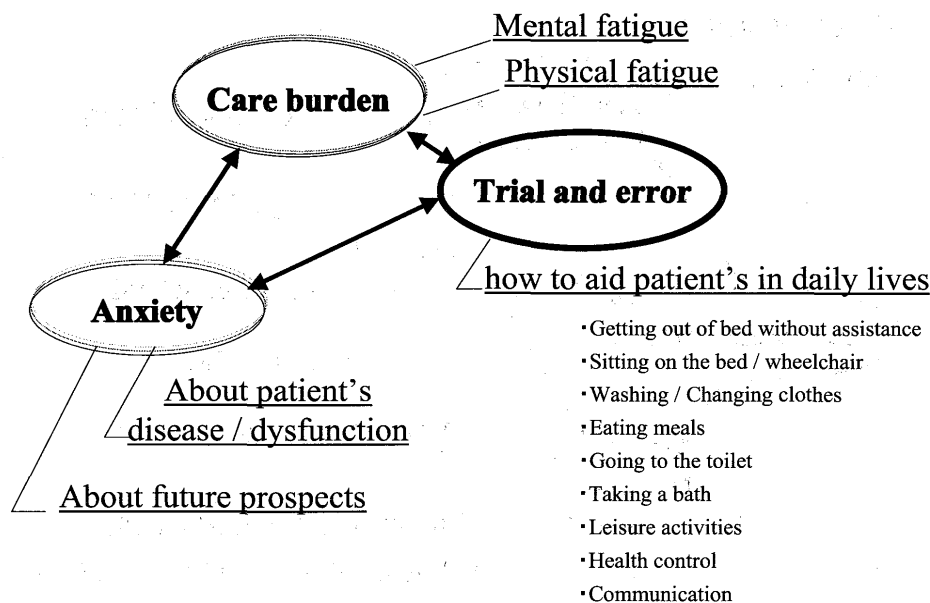 Mental fatigue
Physical fatigue
Care burden
Trial and error
how to aid patient's in daily lives
・Getting out of bed without assistance
・Sitting on the bed / wheelchair
・Washing / Changing clothes
・Eating meals
・Going to the toilet
・Taking a bath
・Leisure activities
・Health control
・Communication
Anxiety
About patient's
disease / dysfunction
About future prospects